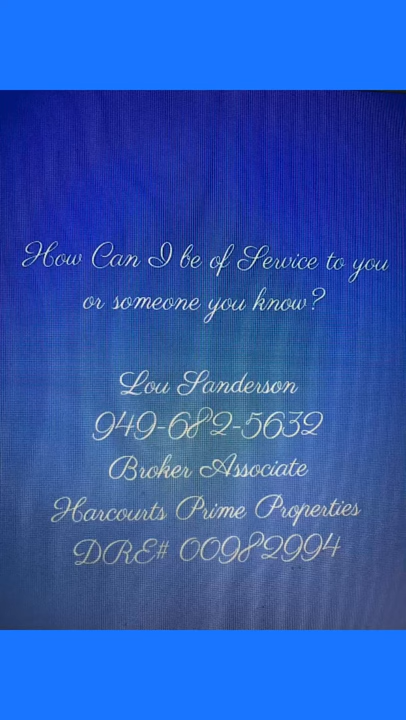 How Can I be of Service to you
or someone you know?
Lou Sanderson
949-682-5632
Broker Associate
Harcourts Prime Properties
DRE# 00982994